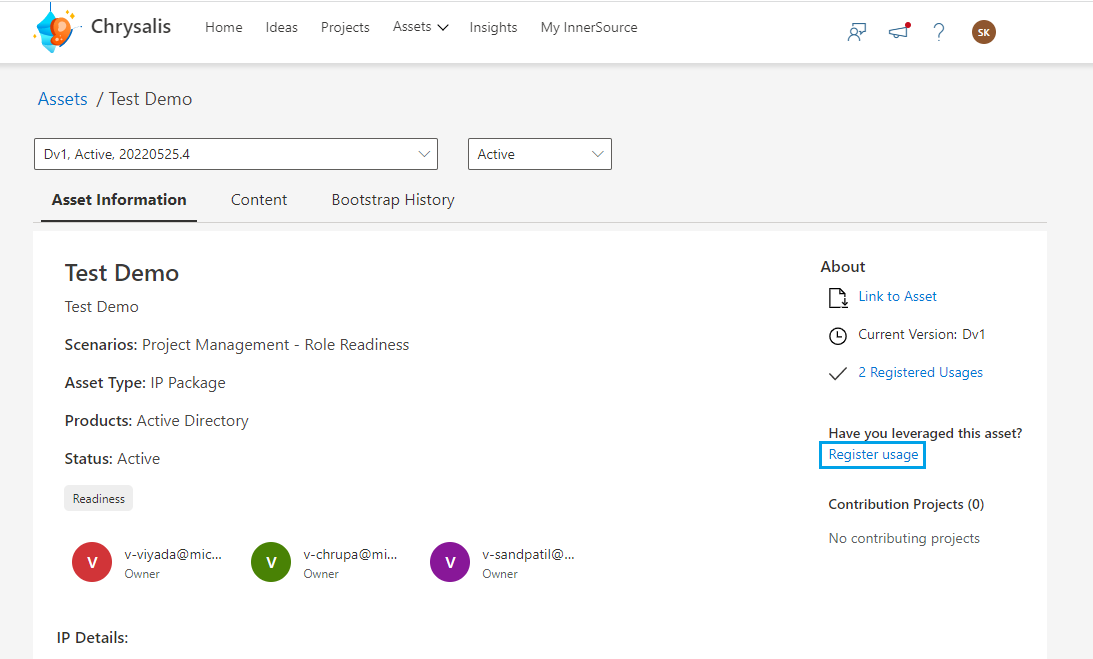 Chrysalis
Home Ideas Projects Assets Insights My InnerSource
? SK
Assets / Test Demo
Dv1, Active, 20220525.4
Active
Asset Information Content Bootstrap History
Test Demo
Test Demo
Scenarios: Project Management - Role Readiness
Asset Type: IP Package
Products: Active Directory
Status: Active
Readiness
V v-viyada@mic...
Owner
V v-chrupa@mi...
Owner
V v-sandpatil@...
Owner
IP Details:
About
Link to Asset
Current Version: Dv1
2 Registered Usages
Have you leveraged this asset?
Register usage
Contribution Projects (0)
No contributing projects